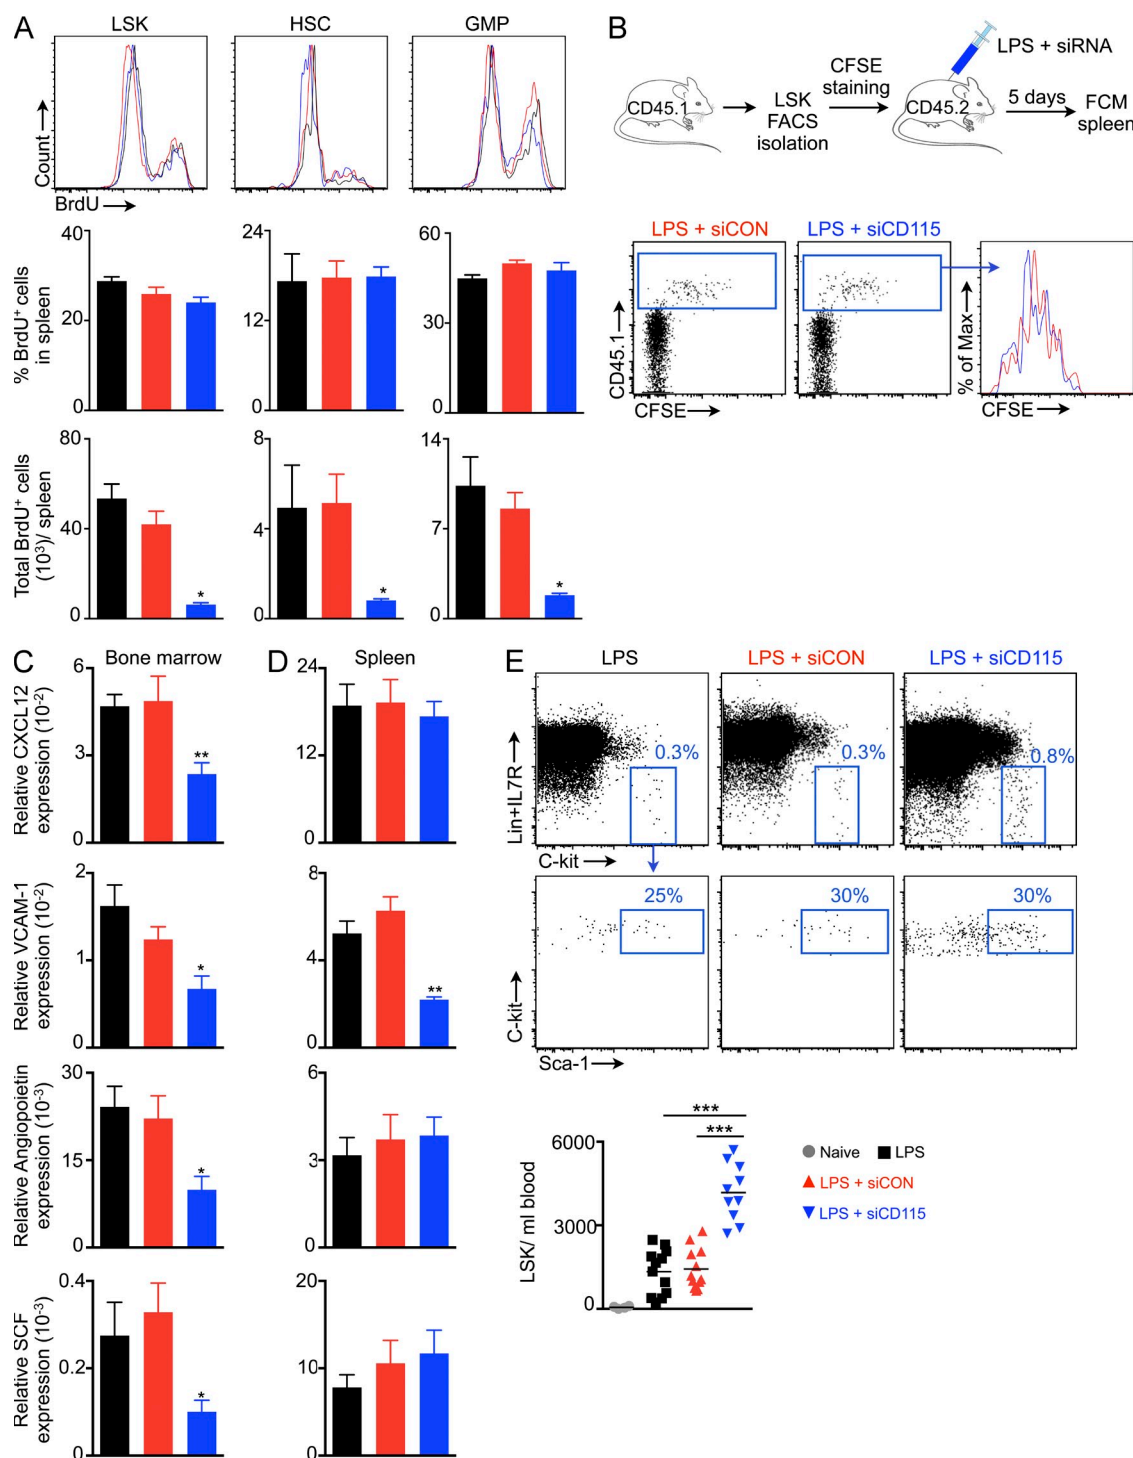 A
LSK
HSC
GMP
Count
BrdU
40
20
0
% BrdU+ cells
in spleen
24
12
0
60
30
0
80
40
0
Total BrdU+ cells
(10³)/ spleen
*
8
4
0
*
14
7
0
*
B
CD45.1
LSK
FACS
isolation
CFSE
staining
CD45.2
LPS + siRNA
5 days
FCM
spleen
LPS + siCON
LPS + siCD115
CD45.1
CFSE
% of Max
CFSE
C
Bone marrow
Relative CXCL12
expression (10-2)
6
3
0
**
Relative VCAM-1
expression (10-2)
2
1
0
*
Relative Angiopoietin
expression (10-3)
30
15
0
*
Relative SCF
expression (10-3)
0.4
0.2
0
*
D
Spleen
24
12
0
8
4
0
**
6
3
0
20
10
0
E
LPS
LPS + siCON
LPS + siCD115
Lin+IL7R
0.3%
0.3%
0.8%
C-kit
25%
30%
30%
C-kit
Sca-1
LSK/ ml blood
6000
3000
0
***
***
Naive
LPS
LPS + siCON
LPS + siCD115